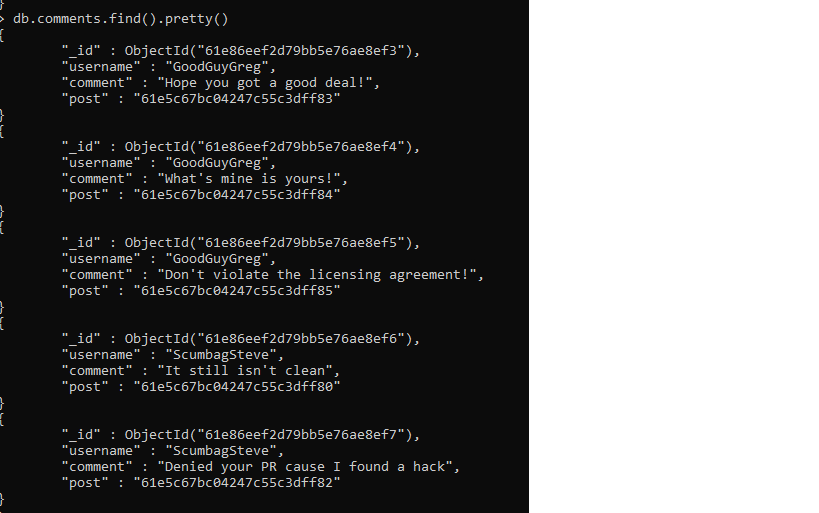 }
> db.comments.find().pretty()
{
"_id" : ObjectId("61e86eef2d79bb5e76ae8ef3"),
"username" : "GoodGuyGreg",
"comment" : "Hope you got a good deal!",
"post" : "61e5c67bc04247c55c3dff83"
}
{
"_id" : ObjectId("61e86eef2d79bb5e76ae8ef4"),
"username" : "GoodGuyGreg",
"comment" : "What's mine is yours!",
"post" : "61e5c67bc04247c55c3dff84"
}
{
"_id" : ObjectId("61e86eef2d79bb5e76ae8ef5"),
"username" : "GoodGuyGreg",
"comment" : "Don't violate the licensing agreement!",
"post" : "61e5c67bc04247c55c3dff85"
}
{
"_id" : ObjectId("61e86eef2d79bb5e76ae8ef6"),
"username" : "ScumbagSteve",
"comment" : "It still isn't clean",
"post" : "61e5c67bc04247c55c3dff80"
}
{
"_id" : ObjectId("61e86eef2d79bb5e76ae8ef7"),
"username" : "ScumbagSteve",
"comment" : "Denied your PR cause I found a hack",
"post" : "61e5c67bc04247c55c3dff82"
}